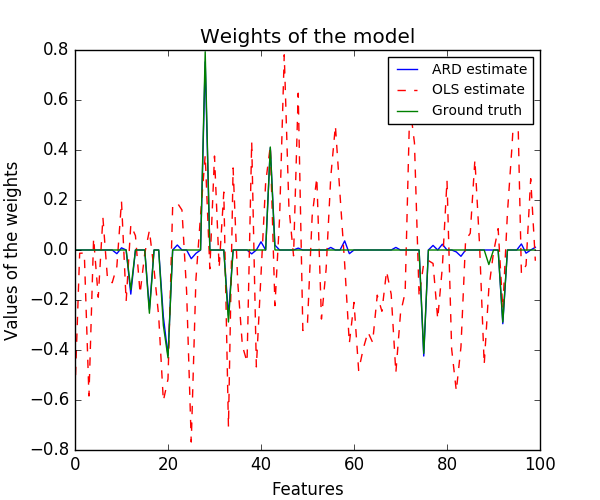 Weights of the model
0.8
0.6
0.4
0.2
0.0
−0.2
−0.4
−0.6
−0.8
Values of the weights
ARD estimate
OLS estimate
Ground truth
0 20 40 60 80 100
Features